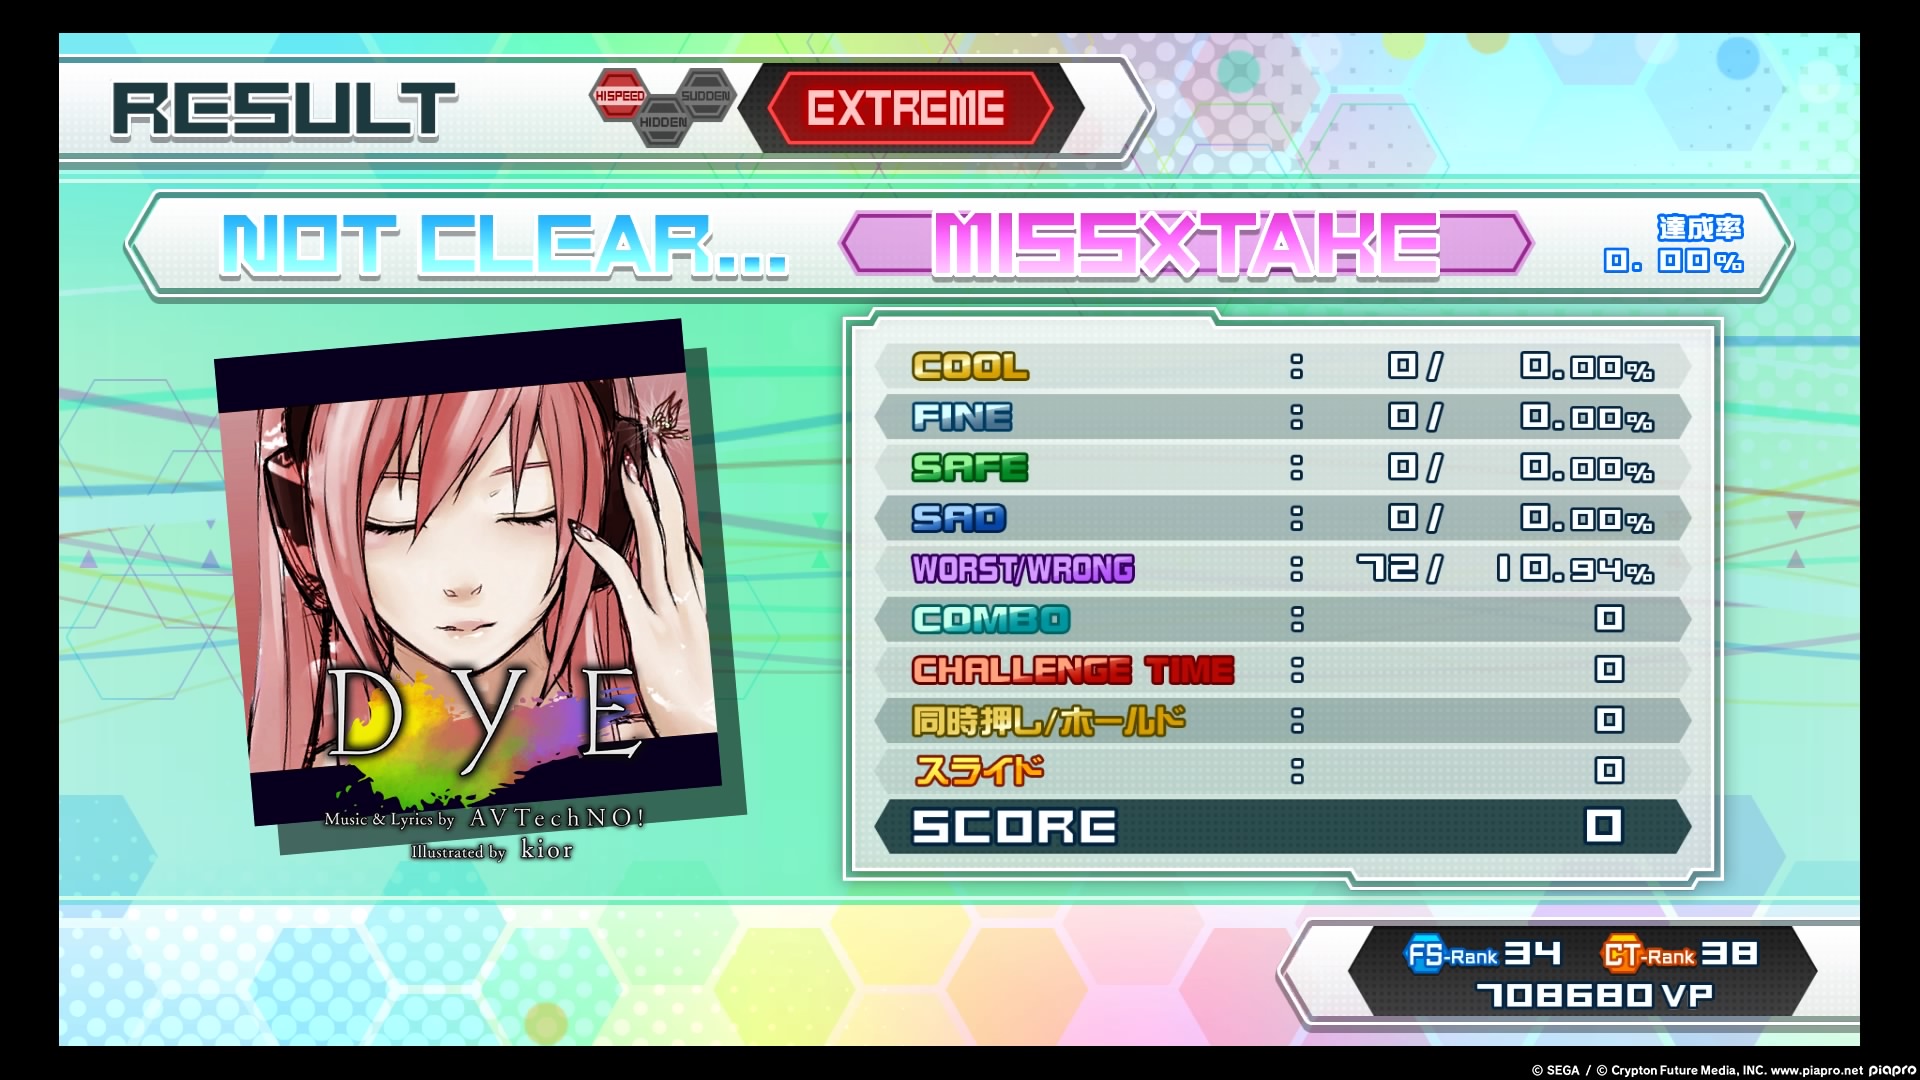 RESULT
HISPEED
HIDDEN
SUDDEN
EXTREME
NOT CLEAR...
MISS×TAKE
達成率
0.00%
COOL : 0/ 0.00%
FINE : 0/ 0.00%
SAFE : 0/ 0.00%
SAD : 0/ 0.00%
WORST/WRONG : 72/ 10.94%
COMBO : 0
CHALLENGE TIME : 0
同時押し/ホールド : 0
スライド : 0
SCORE 0
DYE
Music & Lyrics by AVTechNO!
Illustrated by kior
FS-Rank 34 CT-Rank 38
708680 VP
© SEGA / © Crypton Future Media, INC. www.piapro.net piapro